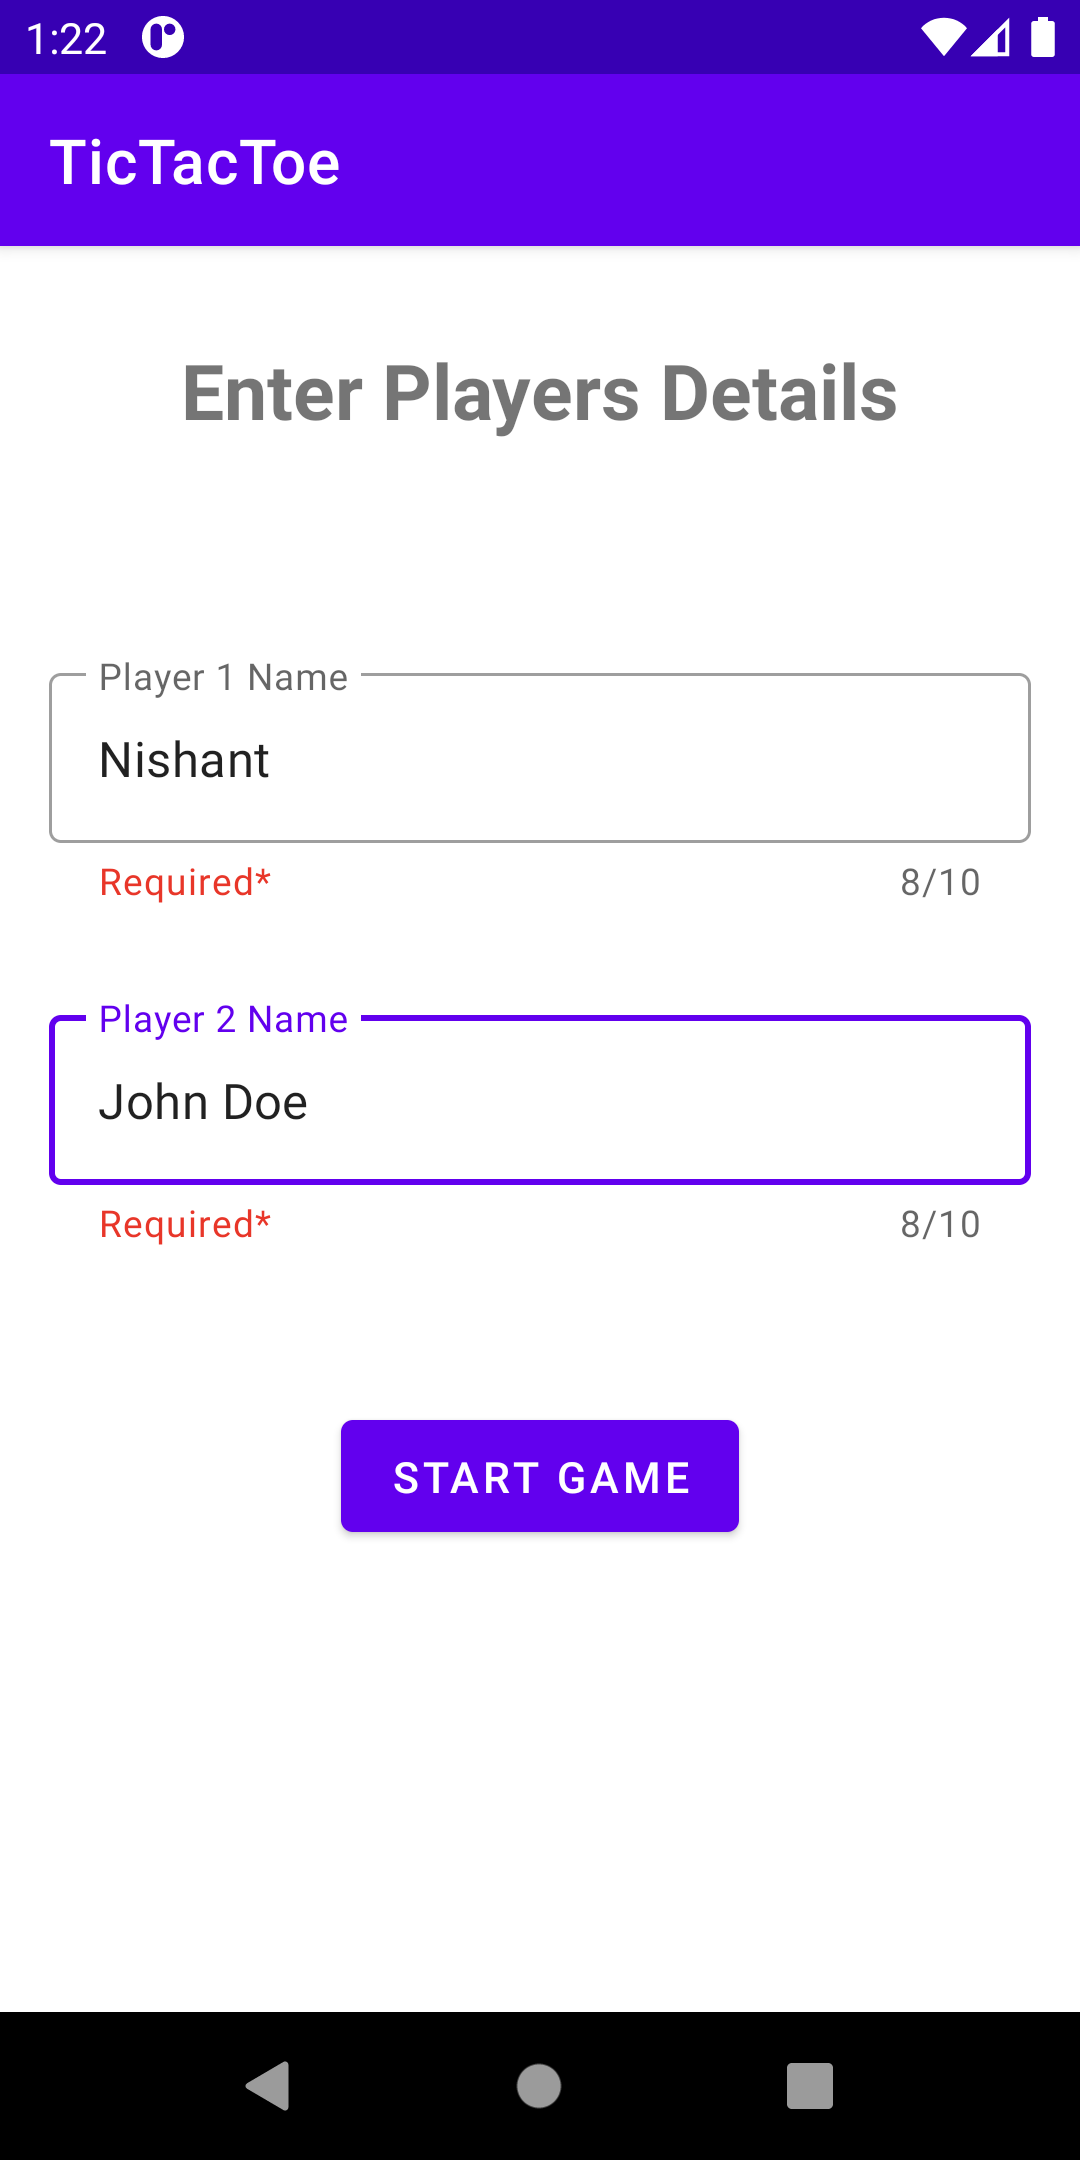 1:22
TicTacToe
Enter Players Details
Player 1 Name
Nishant
Required* 8/10
Player 2 Name
John Doe
Required* 8/10
START GAME